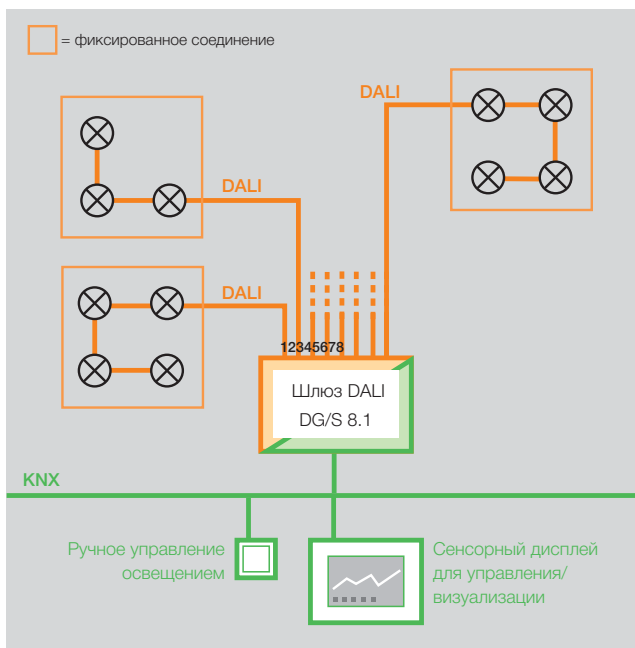 = фиксированное соединение
DALI
DALI
DALI
12345678
Шлюз DALI
DG/S 8.1
KNX
Ручное управление
освещением
Сенсорный дисплей
для управления/
визуализации